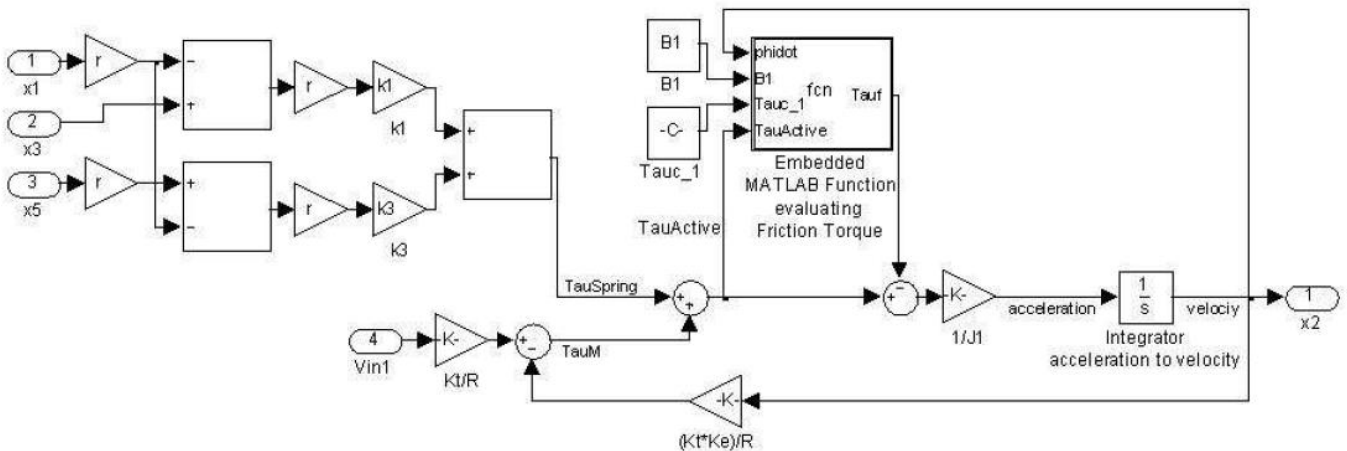 1
x1
r
-
+
r
k1
k1
2
x3
3
x5
r
+
-
r
k3
k3
+
+
B1
B1
-C-
Tauc_1
phidot
B1
Tauc_1
TauActive
fcn
Tauf
Embedded
MATLAB Function
evaluating
Friction Torque
TauActive
TauSpring
+
+
4
Vin1
K-
Kt/R
+
-
TauM
+
-
-K-
1/J1
acceleration
1
s
Integrator
acceleration to velocity
velociy
1
x2
-K-
(Kt*Ke)/R